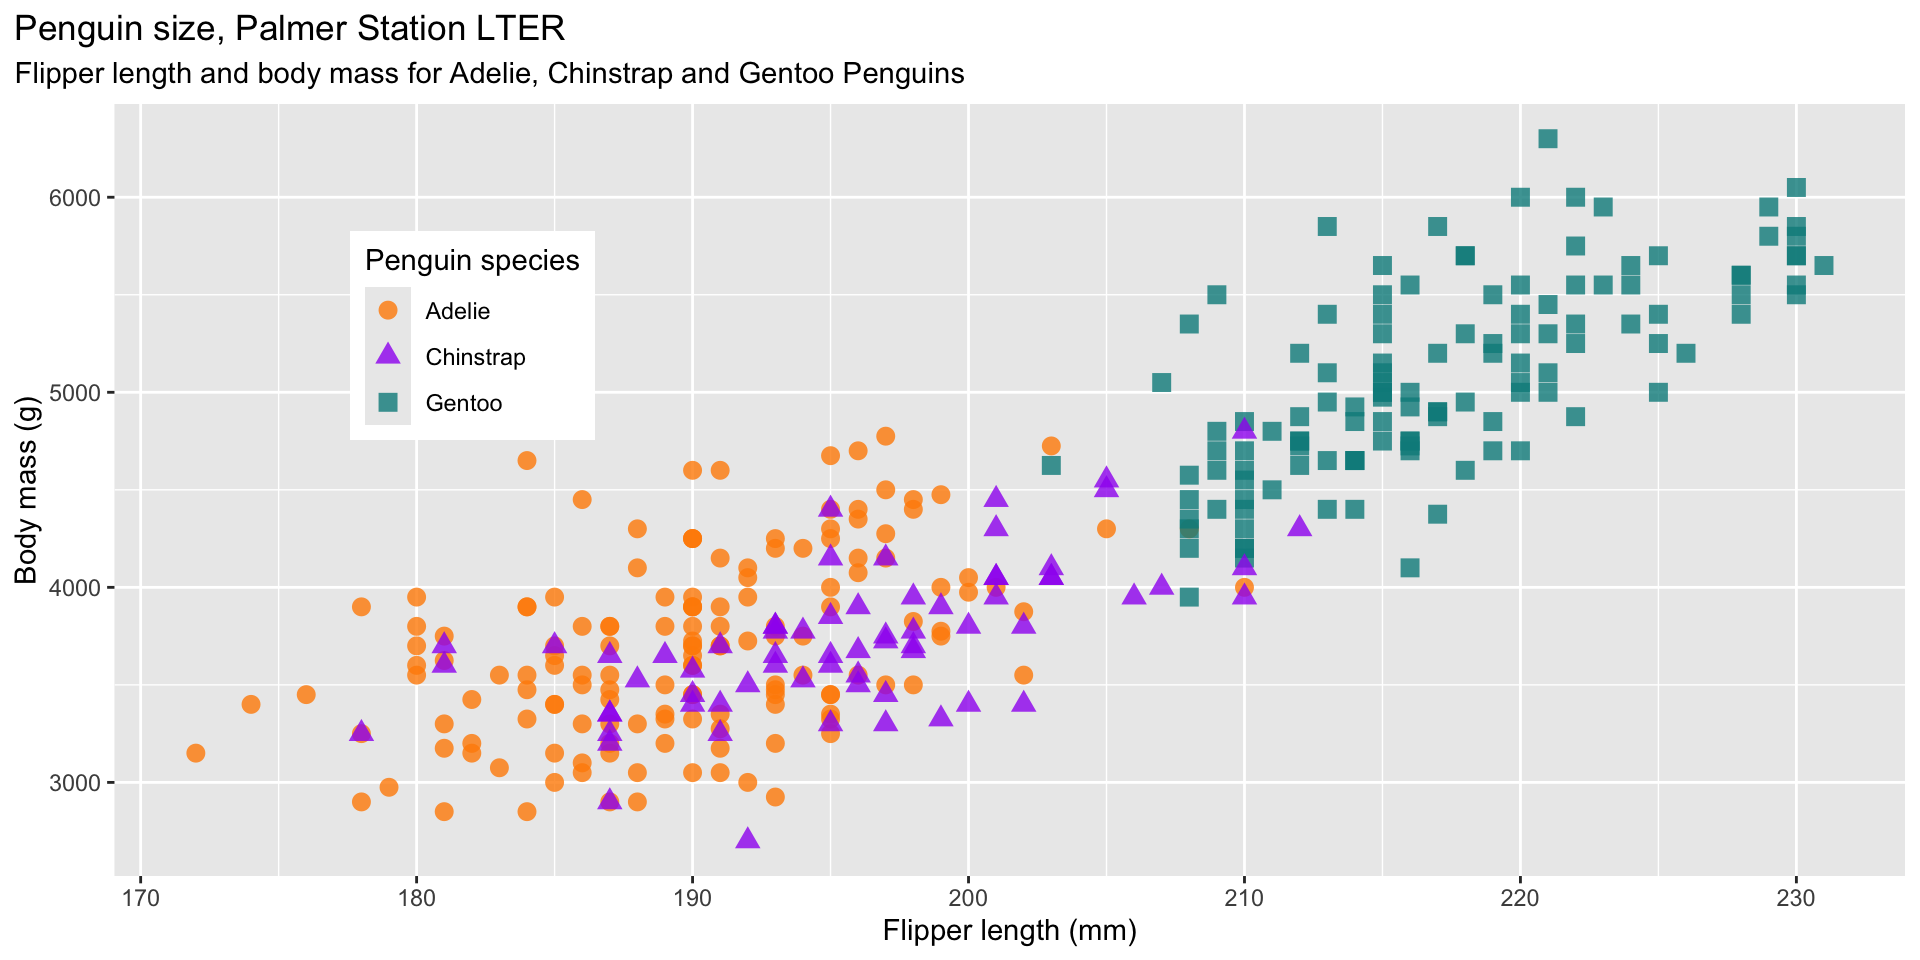 Penguin size, Palmer Station LTER
Flipper length and body mass for Adelie, Chinstrap and Gentoo Penguins
Body mass (g)
6000
5000
4000
3000
Penguin species
Adelie
Chinstrap
Gentoo
170 180 190 200 210 220 230
Flipper length (mm)